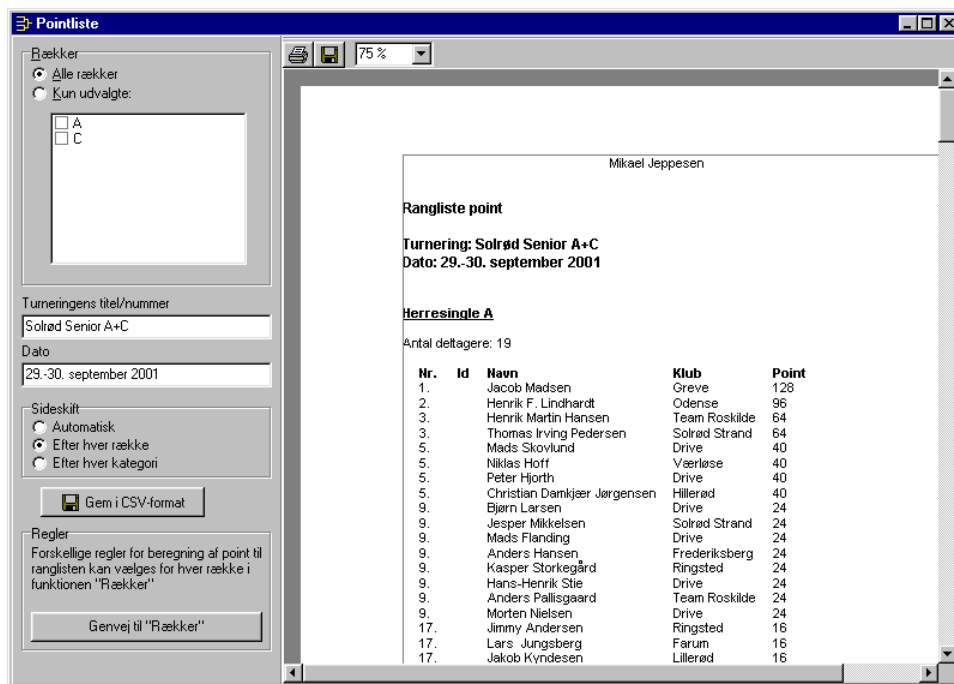 Pointliste
Rækker
Alle rækker
Kun udvalgte:
A
C
Turneringens titel/nummer
Solrød Senior A+C
Dato
29.-30. september 2001
Sideskift
Automatisk
Efter hver række
Efter hver kategori
Gem i CSV-format
Regler
Forskellige regler for beregning af point til
ranglisten kan vælges for hver række i
funktionen "Rækker"
Genvej til "Rækker"
75 %
Mikael Jeppesen
Rangliste point
Turnering: Solrød Senior A+C
Dato: 29.-30. september 2001
Herresingle A
Antal deltagere: 19
Nr. Id Navn Klub Point
1. Jacob Madsen Greve 128
2. Henrik F. Lindhardt Odense 96
3. Henrik Martin Hansen Team Roskilde 64
3. Thomas Irving Pedersen Solrød Strand 64
5. Mads Skovlund Drive 40
5. Niklas Hoff Værløse 40
5. Peter Hjorth Drive 40
5. Christian Damkjær Jørgensen Hillerød 40
9. Bjørn Larsen Drive 24
9. Jesper Mikkelsen Solrød Strand 24
9. Mads Flanding Drive 24
9. Anders Hansen Frederiksberg 24
9. Kasper Storkegård Ringsted 24
9. Hans-Henrik Stie Drive 24
9. Anders Pallisgaard Team Roskilde 24
9. Morten Nielsen Drive 24
17. Jimmy Andersen Ringsted 16
17. Lars Jungsberg Farum 16
17. Jakob Kyndesen Lillerød 16